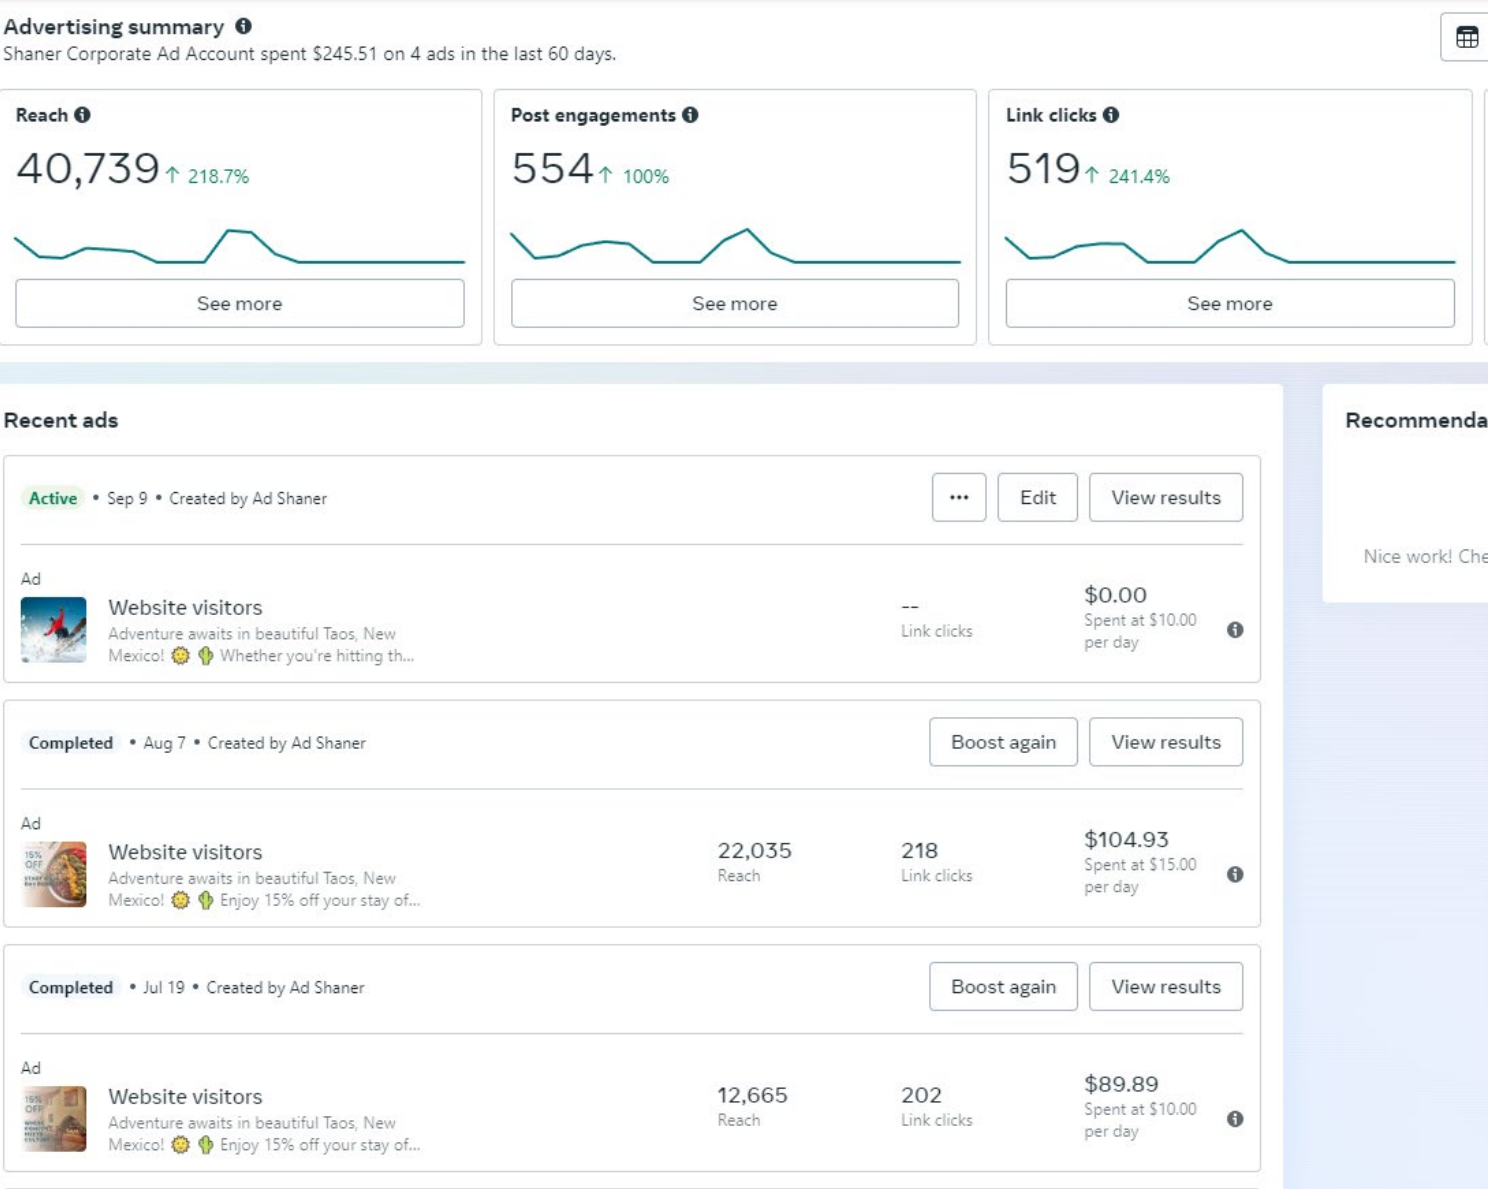 Advertising summary
Shaner Corporate Ad Account spent $245.51 on 4 ads in the last 60 days.
Reach
40,739↑ 218.7%
See more
Post engagements
554↑ 100%
See more
Link clicks
519↑ 241.4%
See more
Recent ads
Active • Sep 9 • Created by Ad Shaner
... Edit View results
Ad
Website visitors
Adventure awaits in beautiful Taos, New
Mexico! 🌞 🌵 Whether you're hitting th...
--
Link clicks
$0.00
Spent at $10.00
per day
Completed • Aug 7 • Created by Ad Shaner
Boost again View results
Ad
15%
OFF
Website visitors
Adventure awaits in beautiful Taos, New
Mexico! 🌞 🌵 Enjoy 15% off your stay of...
22,035
Reach
218
Link clicks
$104.93
Spent at $15.00
per day
Completed • Jul 19 • Created by Ad Shaner
Boost again View results
Ad
15%
OFF
Website visitors
Adventure awaits in beautiful Taos, New
Mexico! 🌞 🌵 Enjoy 15% off your stay of...
12,665
Reach
202
Link clicks
$89.89
Spent at $10.00
per day
Recommenda
Nice work! Che